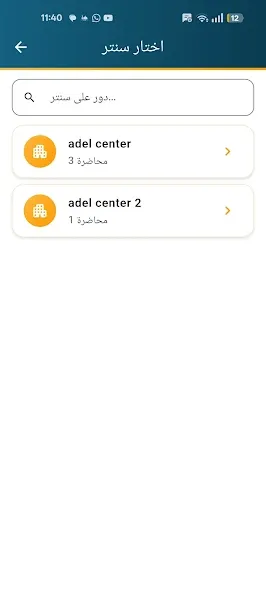 11:40
12
اختار سنتر
دور على سنتر...
adel center
3 محاضرة
adel center 2
1 محاضرة